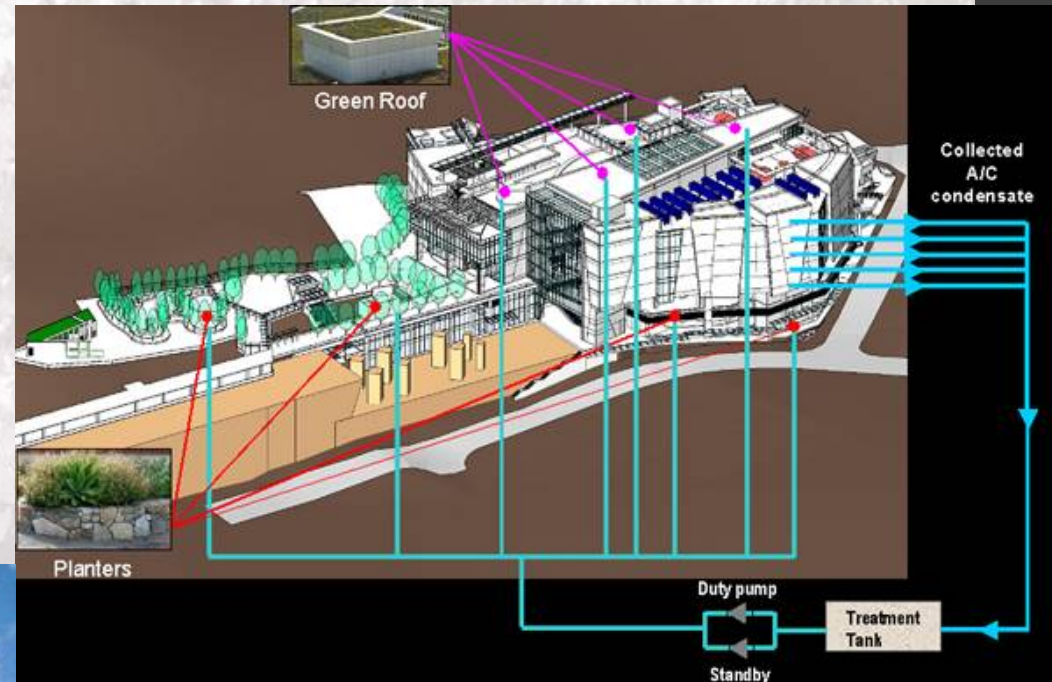 Green Roof
Collected
A/C
condensate
Planters
Duty pump
Treatment
Tank
Standby